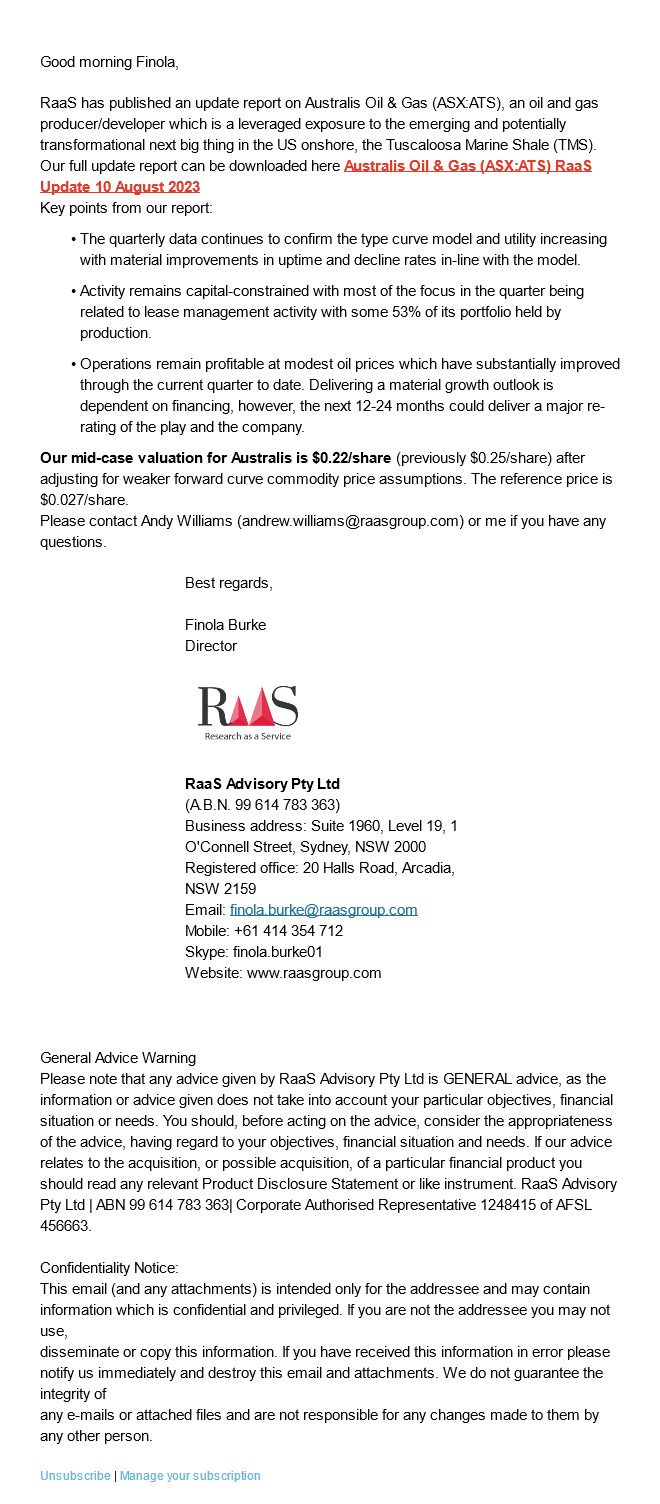 Good morning Finola,
RaaS has published an update report on Australis Oil & Gas (ASX:ATS), an oil and gas
producer/developer which is a leveraged exposure to the emerging and potentially
transformational next big thing in the US onshore, the Tuscaloosa Marine Shale (TMS).
Our full update report can be downloaded here Australis Oil & Gas (ASX:ATS) RaaS
Update 10 August 2023
Key points from our report:
• The quarterly data continues to confirm the type curve model and utility increasing
with material improvements in uptime and decline rates in-line with the model.
• Activity remains capital-constrained with most of the focus in the quarter being
related to lease management activity with some 53% of its portfolio held by
production.
• Operations remain profitable at modest oil prices which have substantially improved
through the current quarter to date. Delivering a material growth outlook is
dependent on financing, however, the next 12-24 months could deliver a major re-
rating of the play and the company.
Our mid-case valuation for Australis is $0.22/share (previously $0.25/share) after
adjusting for weaker forward curve commodity price assumptions. The reference price is
$0.027/share.
Please contact Andy Williams (andrew.williams@raasgroup.com) or me if you have any
questions.
Best regards,
Finola Burke
Director
RaaS
Research as a Service
RaaS Advisory Pty Ltd
(A.B.N. 99 614 783 363)
Business address: Suite 1960, Level 19, 1
O'Connell Street, Sydney, NSW 2000
Registered office: 20 Halls Road, Arcadia,
NSW 2159
Email: finola.burke@raasgroup.com
Mobile: +61 414 354 712
Skype: finola.burke01
Website: www.raasgroup.com
General Advice Warning
Please note that any advice given by RaaS Advisory Pty Ltd is GENERAL advice, as the
information or advice given does not take into account your particular objectives, financial
situation or needs. You should, before acting on the advice, consider the appropriateness
of the advice, having regard to your objectives, financial situation and needs. If our advice
relates to the acquisition, or possible acquisition, of a particular financial product you
should read any relevant Product Disclosure Statement or like instrument. RaaS Advisory
Pty Ltd | ABN 99 614 783 363| Corporate Authorised Representative 1248415 of AFSL
456663.
Confidentiality Notice:
This email (and any attachments) is intended only for the addressee and may contain
information which is confidential and privileged. If you are not the addressee you may not
use,
disseminate or copy this information. If you have received this information in error please
notify us immediately and destroy this email and attachments. We do not guarantee the
integrity of
any e-mails or attached files and are not responsible for any changes made to them by
any other person.
Unsubscribe | Manage your subscription